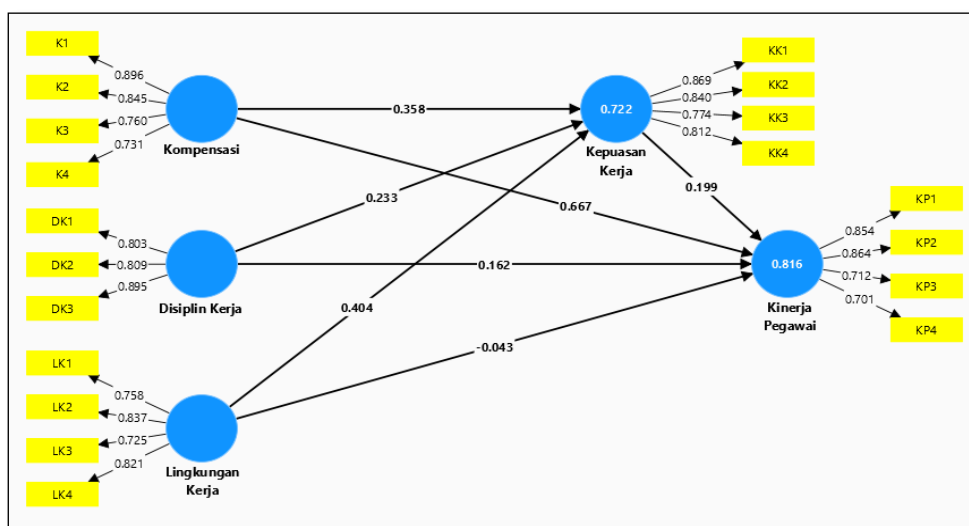 K1
K2
K3
K4
0.896
0.845
0.760
0.731
Kompensasi
DK1
DK2
DK3
0.803
0.809
0.895
Disiplin Kerja
LK1
LK2
LK3
LK4
0.758
0.837
0.725
0.821
Lingkungan
Kerja
0.358
0.233
0.667
0.162
0.404
-0.043
0.722
Kepuasan
Kerja
0.869
0.840
0.774
0.812
KK1
KK2
KK3
KK4
0.199
0.816
Kinerja
Pegawai
0.854
0.864
0.712
0.701
KP1
KP2
KP3
KP4